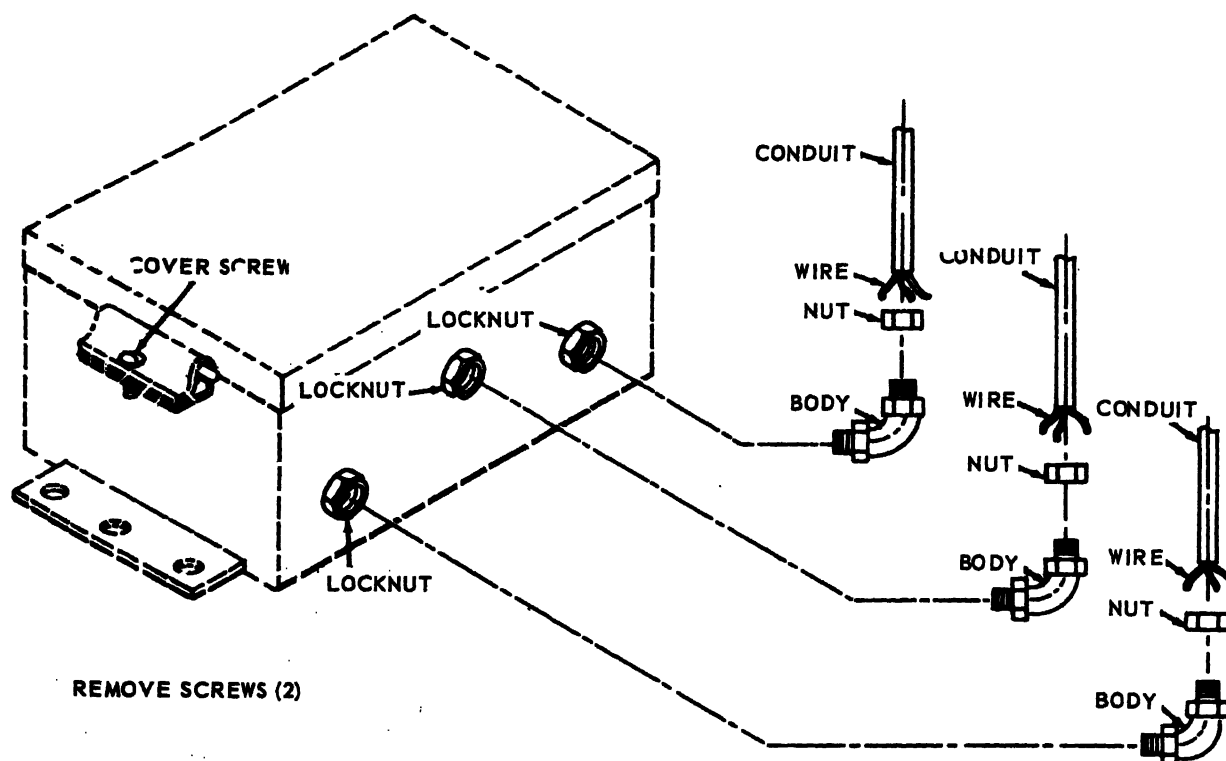 CONDUIT
CONDUIT
COVER SCREW
WIRE
NUT
LOCKNUT
LOCKNUT
BODY
WIRE
CONDUIT
NUT
LOCKNUT
BODY
WIRE
NUT
REMOVE SCREWS (2)
BODY